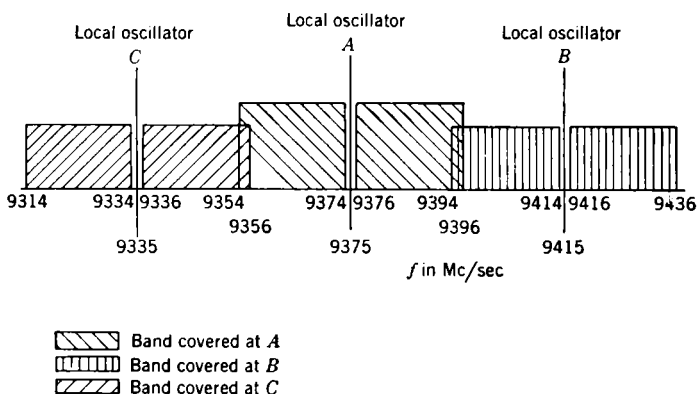 Local oscillator
C
Local oscillator
A
Local oscillator
B
9314 9334 9336 9354 9374 9376 9394 9414 9416 9436
9356 9396
9335 9375 9415
f in Mc/sec
Band covered at A
Band covered at B
Band covered at C